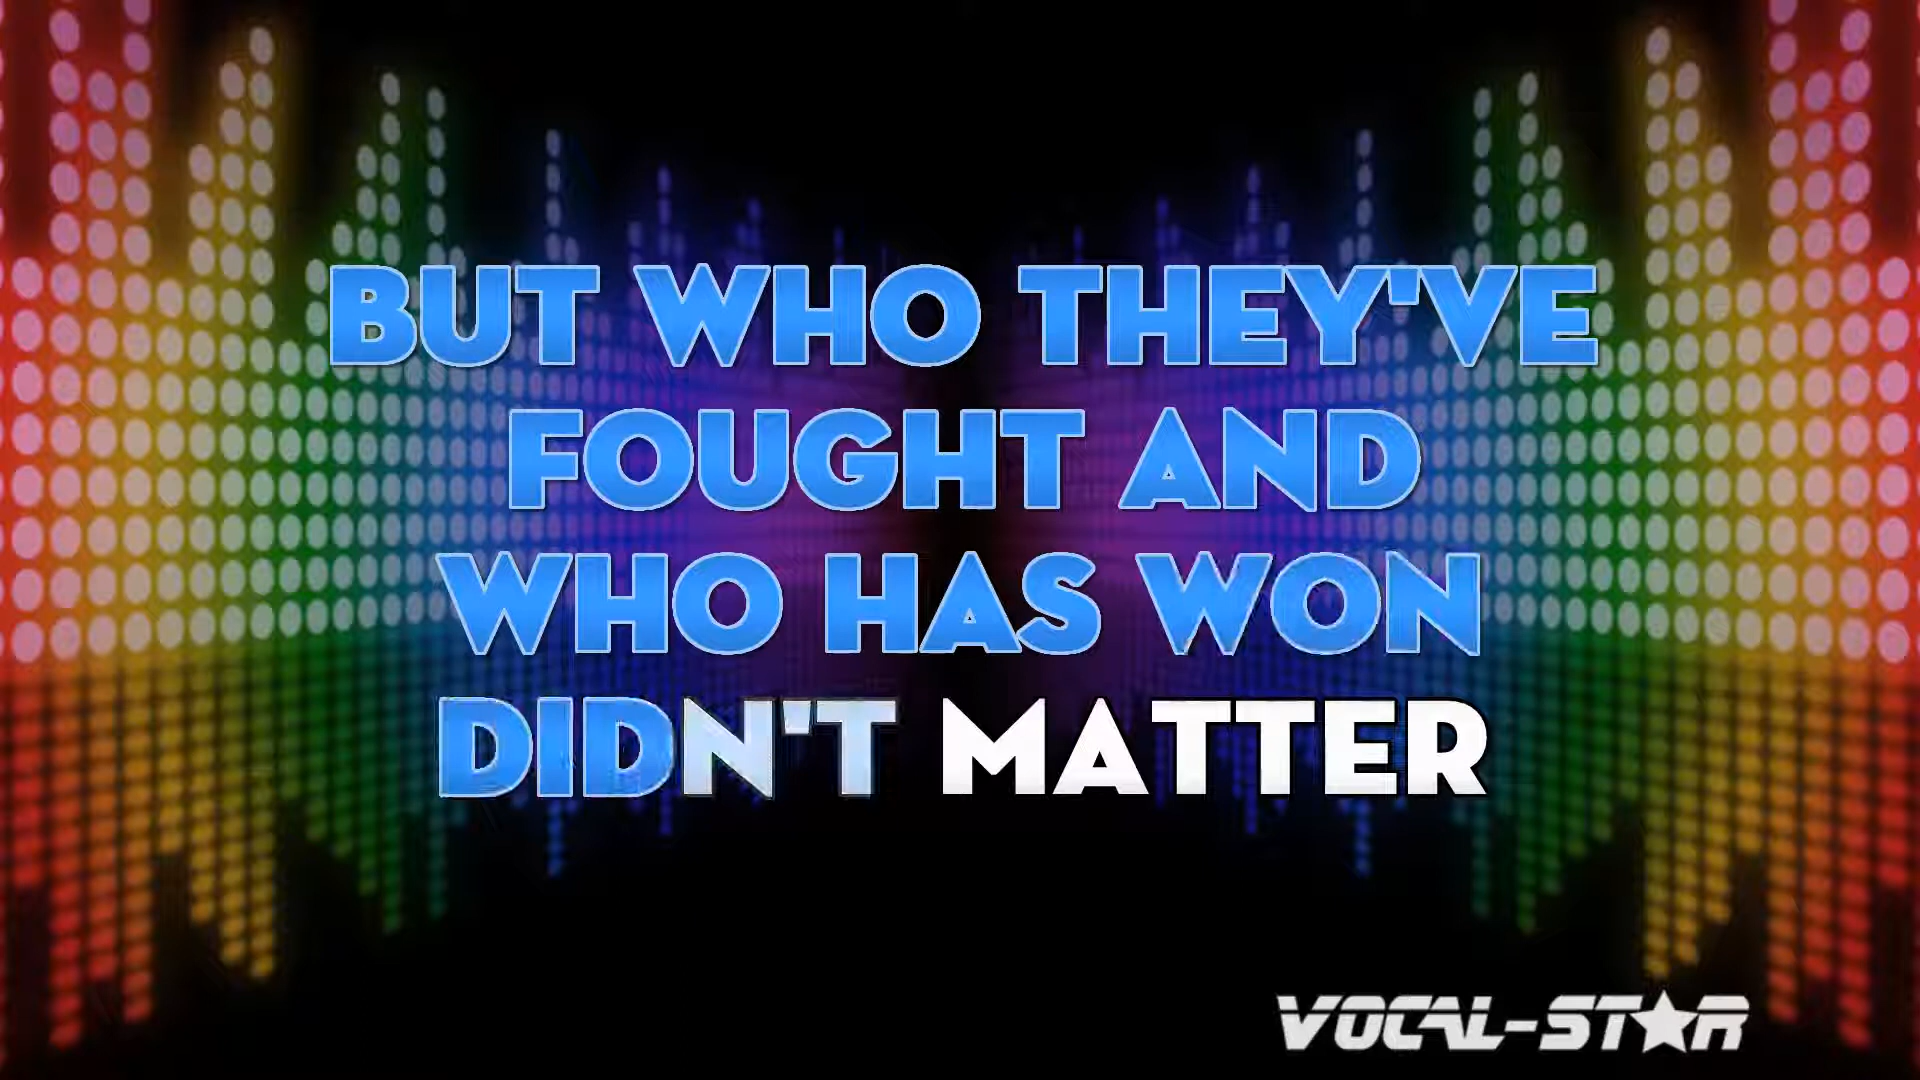 BUT WHO THEY'VE
FOUGHT AND
WHO HAS WON
DIDN'T MATTER
VOCAL-STAR